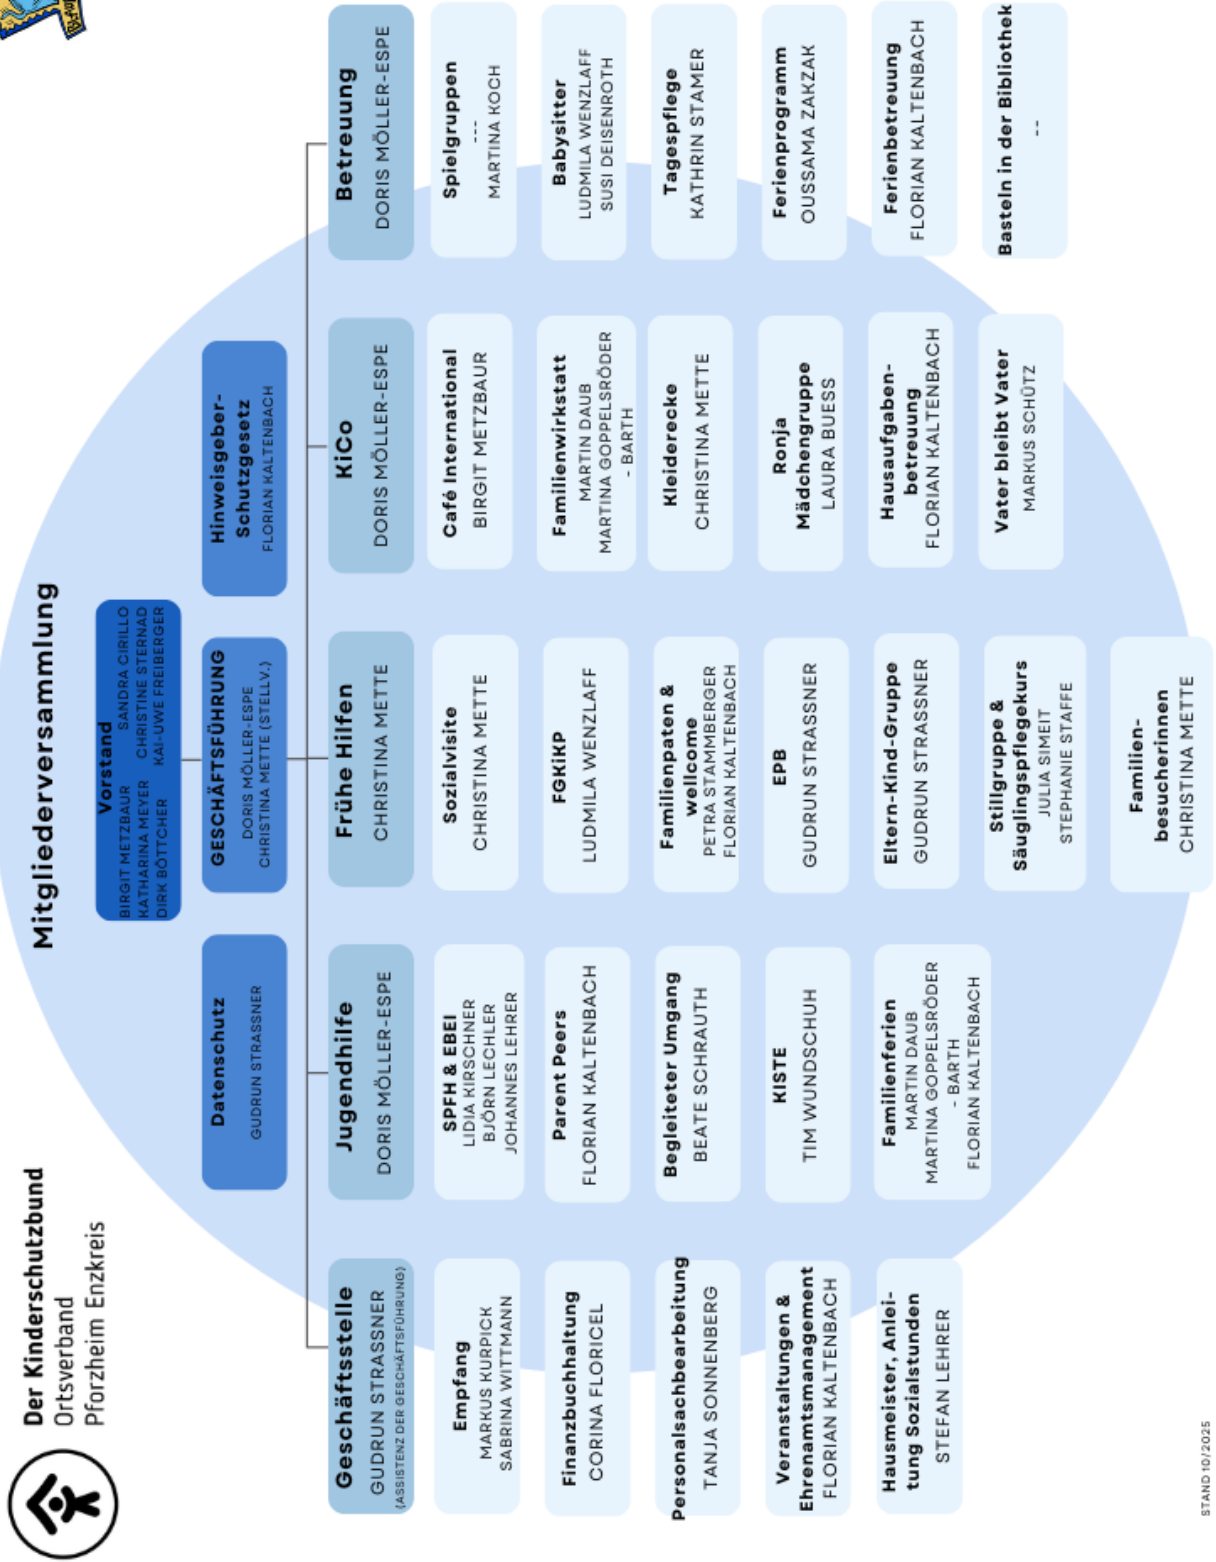 Der Kinderschutzbund
Ortsverband
Pforzheim Enzkreis
Mitgliederversammlung
Vorstand
BIRGIT METZBAUR SANDRA CIRILLO
KATHARINA MEYER CHRISTINE STERNAD
DIRK BÖTTCHER KAI-UWE FREIBERGER
Datenschutz
GUDRUN STRASSNER
GESCHÄFTSFÜHRUNG
DORIS MÖLLER-ESPE
CHRISTINA METTE (STELLV.)
Hinweisgeber-
Schutzgesetz
FLORIAN KALTENBACH
Geschäftsstelle
GUDRUN STRASSNER
(ASSISTENZ DER GESCHÄFTSFÜHRUNG)
Empfang
MARKUS KURPICK
SABRINA WITTMANN
Finanzbuchhaltung
CORINA FLORICEL
Personalsachbearbeitung
TANJA SONNENBERG
Veranstaltungen &
Ehrenamtsmanagement
FLORIAN KALTENBACH
Hausmeister, Anlei-
tung Sozialstunden
STEFAN LEHRER
Jugendhilfe
DORIS MÖLLER-ESPE
SPFH & EBEI
LIDIA KIRSCHNER
BJÖRN LECHLER
JOHANNES LEHRER
Parent Peers
FLORIAN KALTENBACH
Begleiteter Umgang
BEATE SCHRAUTH
KISTE
TIM WUNDSCHUH
Familienferien
MARTIN DAUB
MARTINA GOPPELSRÖDER
- BARTH
FLORIAN KALTENBACH
Frühe Hilfen
CHRISTINA METTE
Sozialvisite
CHRISTINA METTE
FGKiKP
LUDMILA WENZLAFF
Familienpaten &
wellcome
PETRA STAMMBERGER
FLORIAN KALTENBACH
EPB
GUDRUN STRASSNER
Eltern-Kind-Gruppe
GUDRUN STRASSNER
Stillgruppe &
Säuglingspflegekurs
JULIA SIMEIT
STEPHANIE STAFFE
Familien-
besucherinnen
CHRISTINA METTE
KiCo
DORIS MÖLLER-ESPE
Café International
BIRGIT METZBAUR
Familienwirkstatt
MARTIN DAUB
MARTINA GOPPELSRÖDER
- BARTH
Kleiderecke
CHRISTINA METTE
Ronja
Mädchengruppe
LAURA BUESS
Hausaufgaben-
betreuung
FLORIAN KALTENBACH
Vater bleibt Vater
MARKUS SCHÜTZ
Betreuung
DORIS MÖLLER-ESPE
Spielgruppen
---
MARTINA KOCH
Babysitter
LUDMILA WENZLAFF
SUSI DEISENROTH
Tagespflege
KATHRIN STAMER
Ferienprogramm
OUSSAMA ZAKZAK
Ferienbetreuung
FLORIAN KALTENBACH
Basteln in der Bibliothek
--
STAND 10/2025